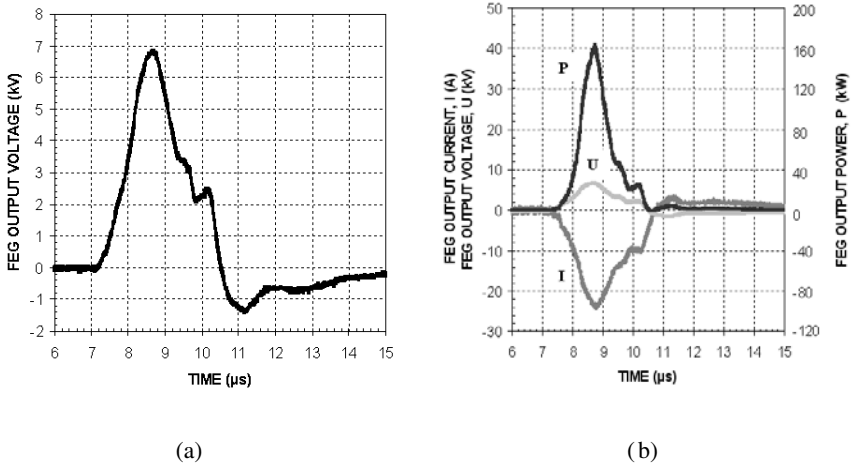 FEG OUTPUT VOLTAGE (kV)
8
7
6
5
4
3
2
1
0
-1
-2
6 7 8 9 10 11 12 13 14 15
TIME (µs)
(a)
FEG OUTPUT CURRENT, I (A)
FEG OUTPUT VOLTAGE, U (kV)
50
40
30
20
10
0
-10
-20
-30
P
U
I
200
160
120
80
40
0
-40
-80
-120
FEG OUTPUT POWER, P (kW)
6 7 8 9 10 11 12 13 14 15
TIME (µs)
(b)